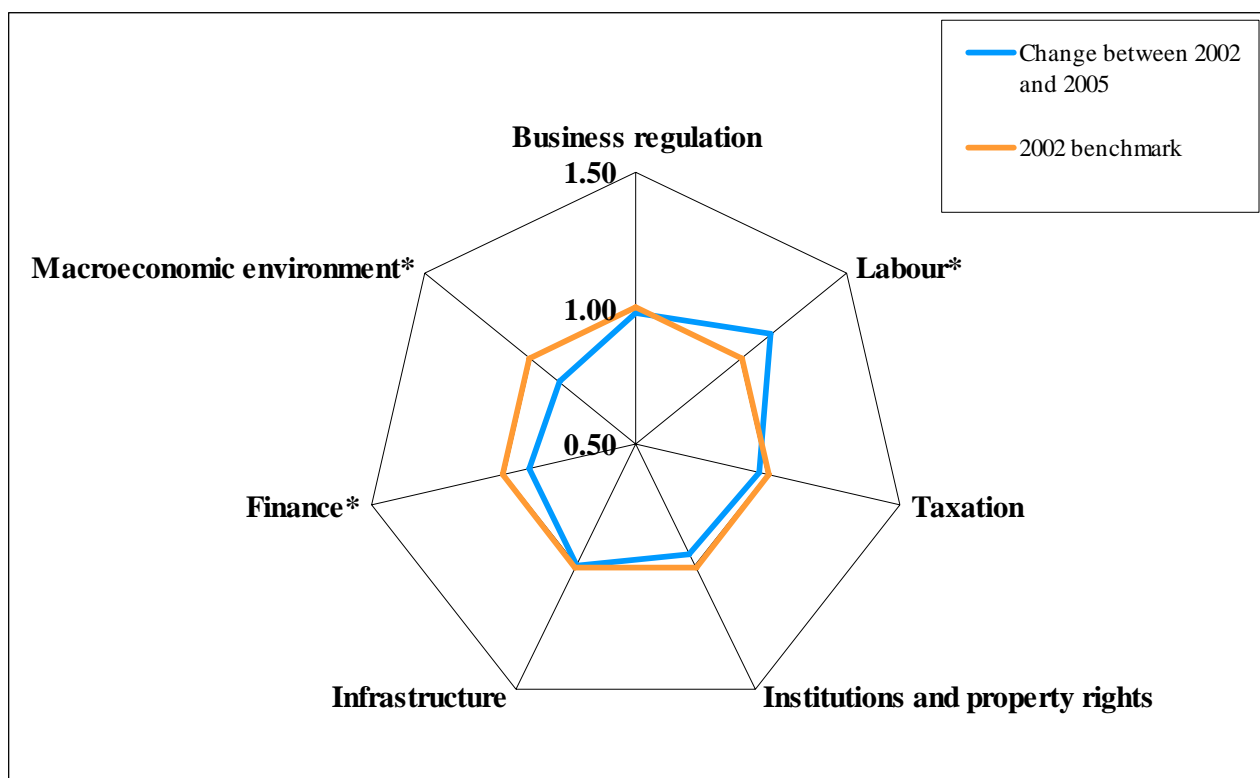 Change between 2002
and 2005
2002 benchmark
Business regulation
1.50
Macroeconomic environment*
Labour*
1.00
0.50
Finance*
Taxation
Infrastructure
Institutions and property rights